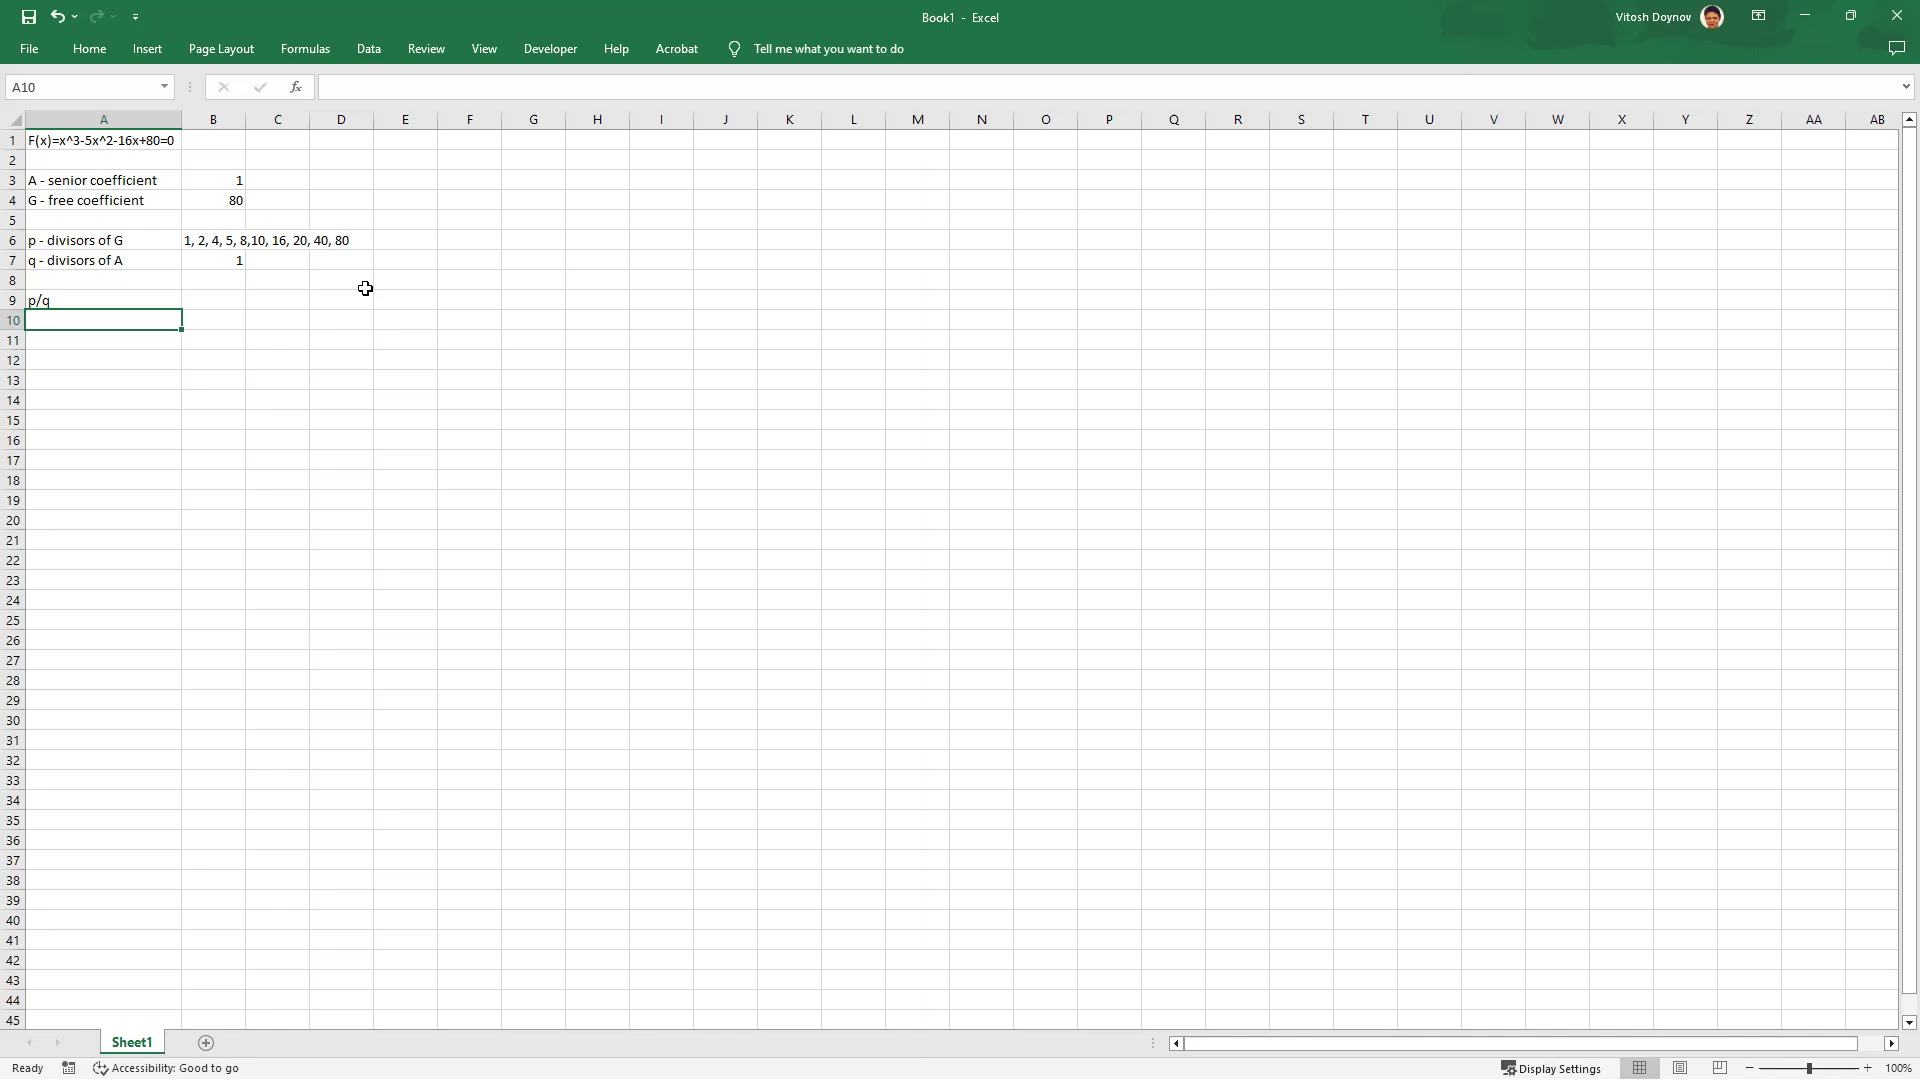 Book1 - Excel
Vitosh Doynov
File Home Insert Page Layout Formulas Data Review View Developer Help Acrobat Tell me what you want to do
A10
fx
A B C D E F G H I J K L M N O P Q R S T U V W X Y Z AA AB
1 F(x)=x^3-5x^2-16x+80=0
2
3 A - senior coefficient 1
4 G - free coefficient 80
5
6 p - divisors of G 1, 2, 4, 5, 8,10, 16, 20, 40, 80
7 q - divisors of A 1
8
9 p/q
10
11
12
13
14
15
16
17
18
19
20
21
22
23
24
25
26
27
28
29
30
31
32
33
34
35
36
37
38
39
40
41
42
43
44
45
Sheet1
Ready Accessibility: Good to go Display Settings 100%